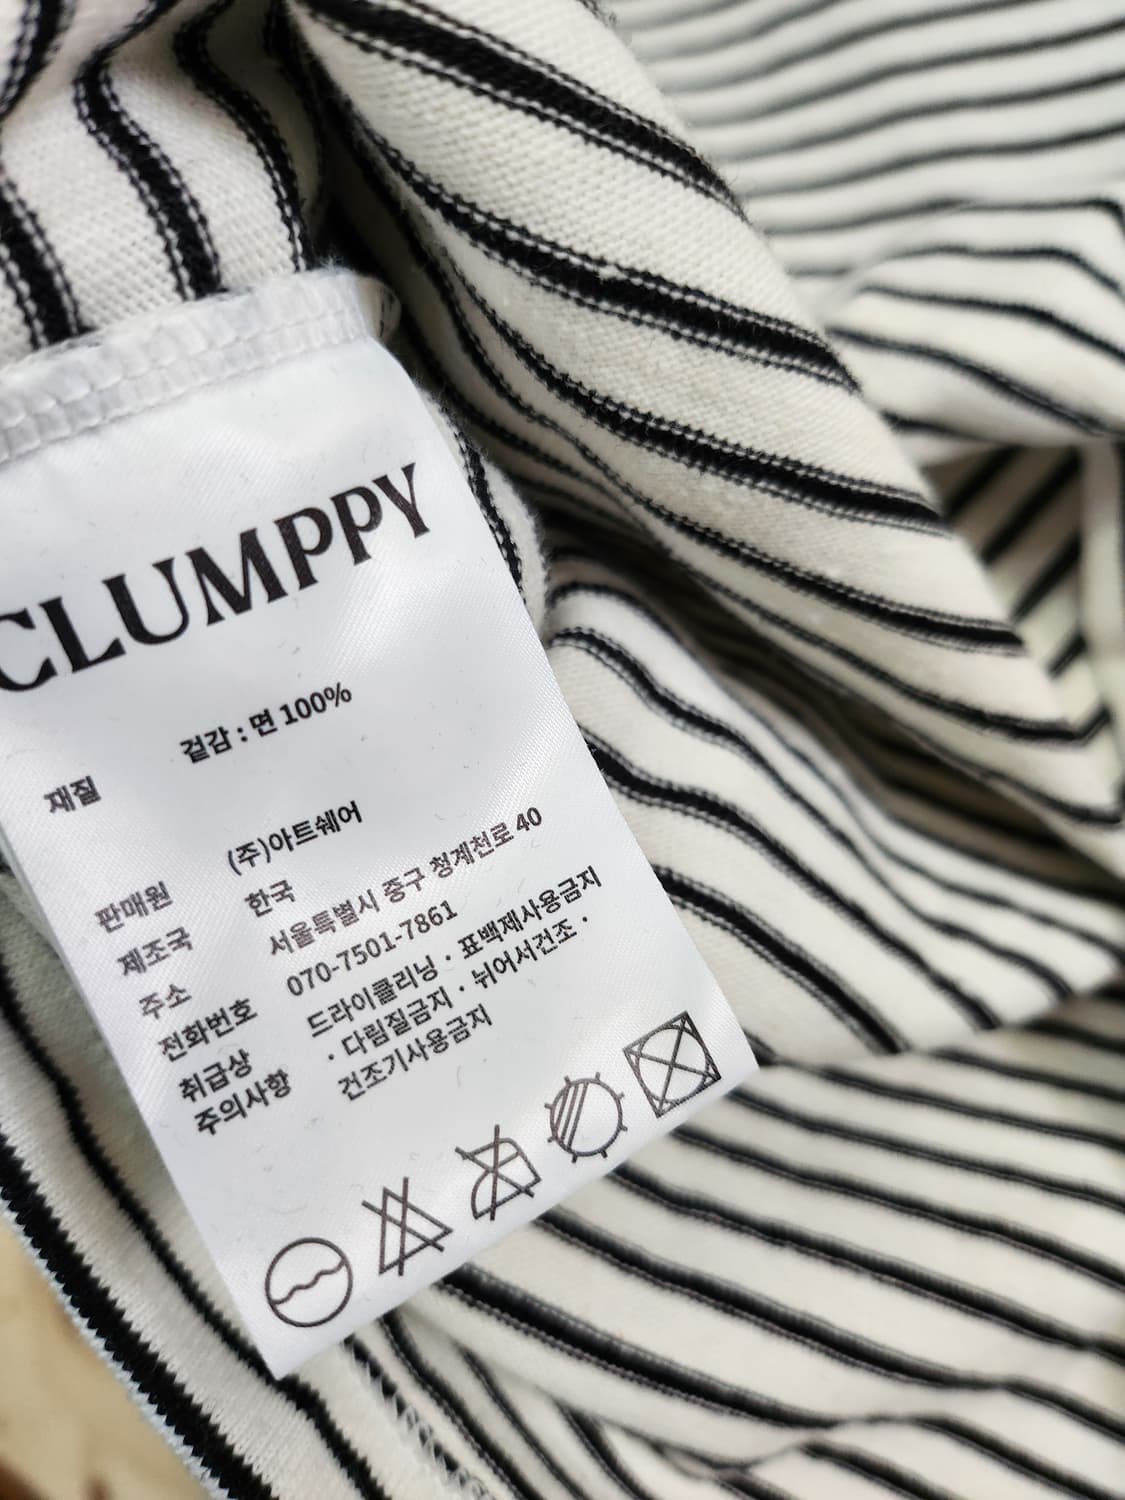 CLUMPPY
재질 겉감 : 면 100%
판매원 (주)아트쉐어
제조국 한국
주소 서울특별시 중구 청계천로 40
전화번호 070-7501-7861
취급상 드라이클리닝 · 표백제사용금지
주의사항 · 다림질금지 · 뉘어서건조 ·
건조기사용금지